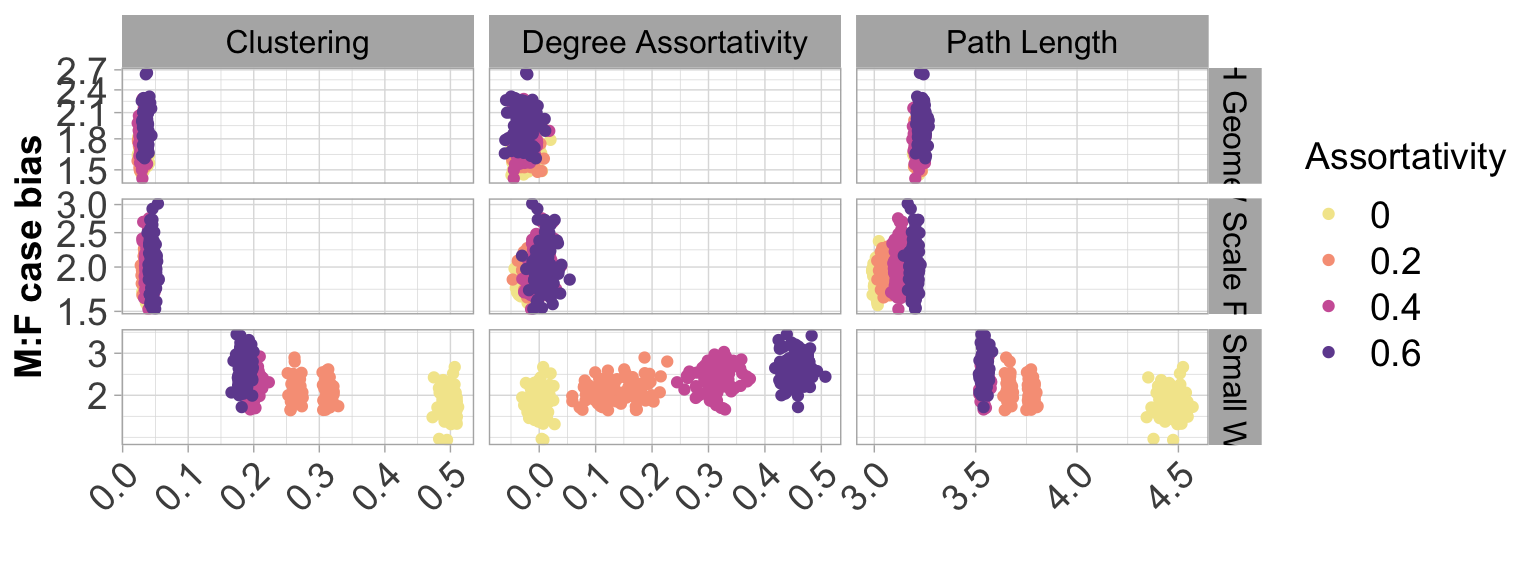 Clustering
Degree Assortativity
Path Length
M:F case bias
2.7
2.4
2.1
1.8
1.5
Geome
3.0
2.5
2.0
1.5
Scale F
3
2
Small W
0.0 0.1 0.2 0.3 0.4 0.5
0.0 0.1 0.2 0.3 0.4 0.5
3.0 3.5 4.0 4.5
Assortativity
0
0.2
0.4
0.6